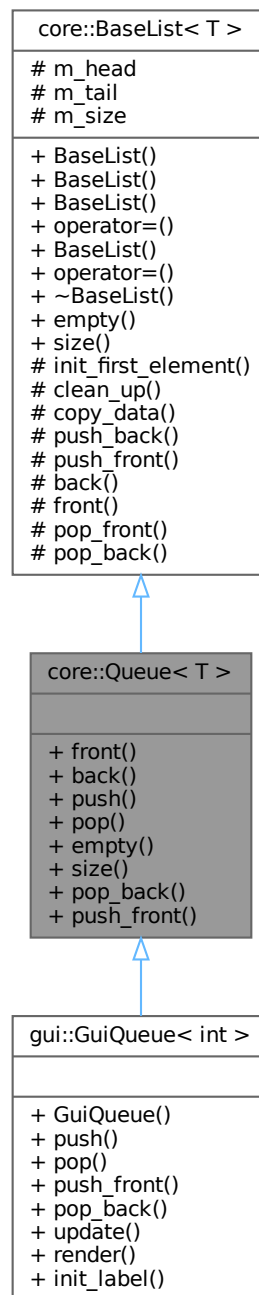 core::BaseList< T >
# m_head
# m_tail
# m_size
+ BaseList()
+ BaseList()
+ BaseList()
+ operator=()
+ BaseList()
+ operator=()
+ ~BaseList()
+ empty()
+ size()
# init_first_element()
# clean_up()
# copy_data()
# push_back()
# push_front()
# back()
# front()
# pop_front()
# pop_back()
core::Queue< T >
+ front()
+ back()
+ push()
+ pop()
+ empty()
+ size()
+ pop_back()
+ push_front()
gui::GuiQueue< int >
+ GuiQueue()
+ push()
+ pop()
+ push_front()
+ pop_back()
+ update()
+ render()
+ init_label()